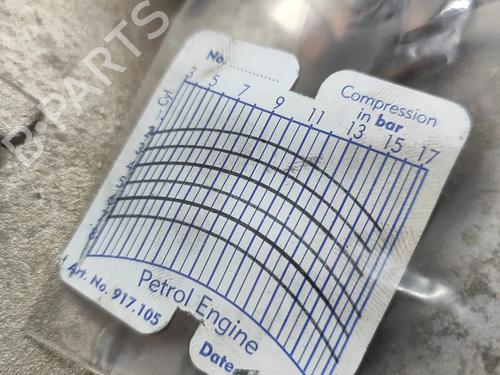 B-PARTS
No...............
Compression
in bar
3 5 7 9 11 13 15 17
Cyl.
Petrol Engine
Art. No. 917.105
Date